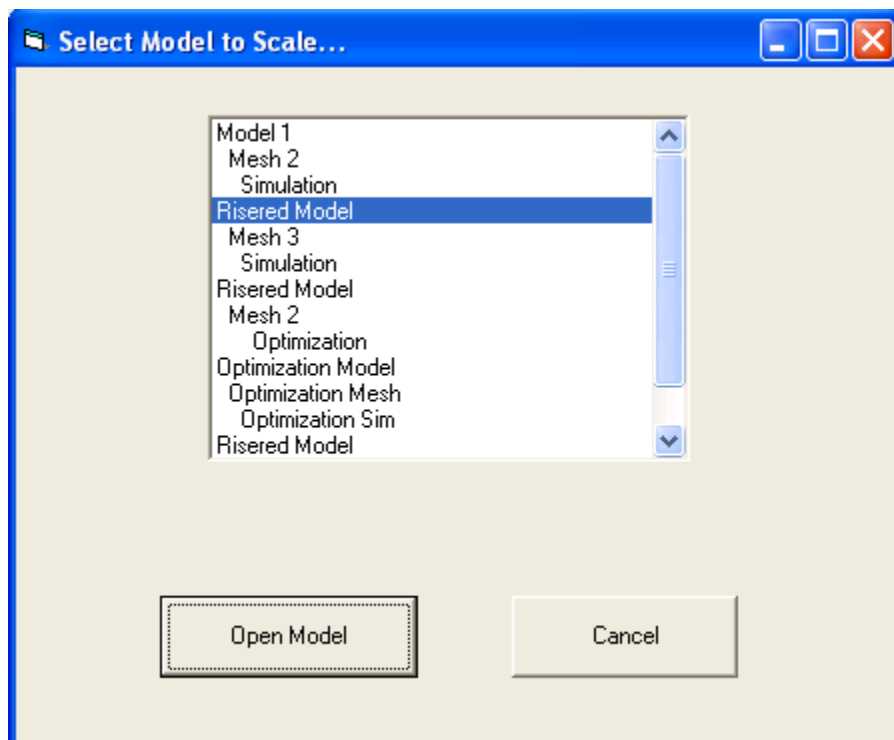 Select Model to Scale...
Model 1
Mesh 2
Simulation
Risered Model
Mesh 3
Simulation
Risered Model
Mesh 2
Optimization
Optimization Model
Optimization Mesh
Optimization Sim
Risered Model
Open Model
Cancel